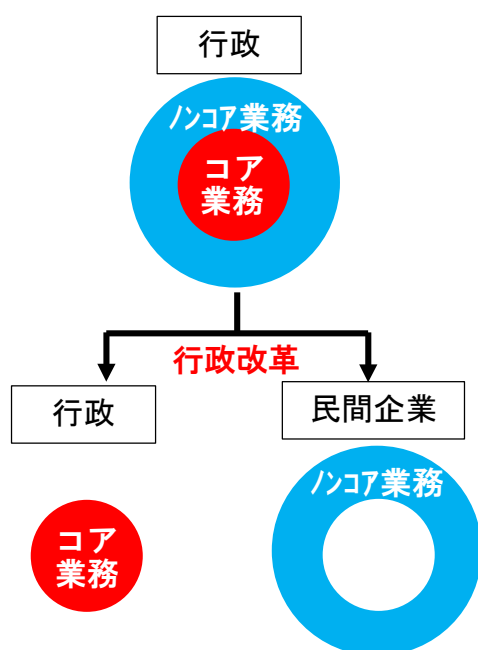 行政
ﾉﾝｺｱ業務
コア
業務
行政改革
行政
民間企業
コア
業務
ﾉﾝｺｱ業務